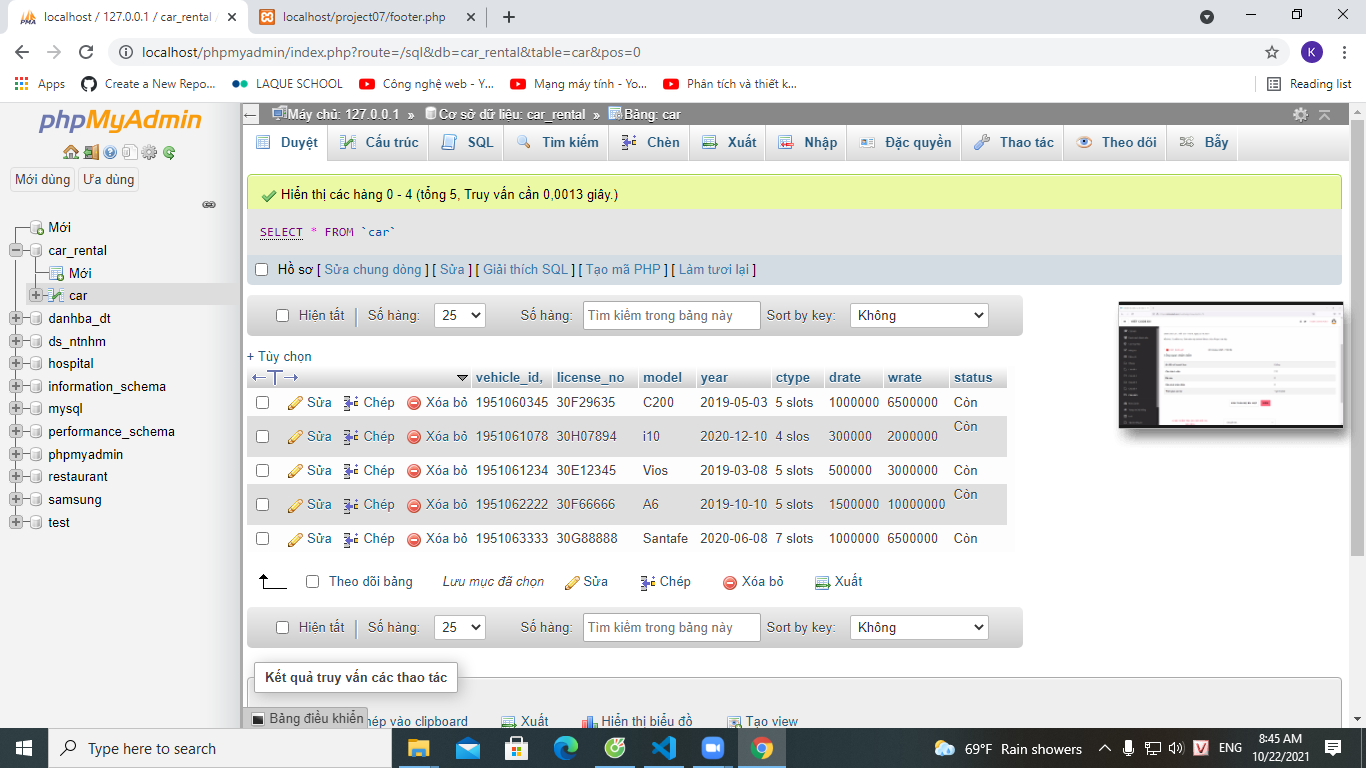 localhost / 127.0.0.1 / car_rental /
localhost/project07/footer.php
localhost/phpmyadmin/index.php?route=/sql&db=car_rental&table=car&pos=0
K
Apps
Create a New Repo...
LAQUE SCHOOL
Công nghệ web - Y...
Mạng máy tính - Yo...
Phân tích và thiết k...
Reading list
phpMyAdmin
Mới dùng Ưa dùng
Mới
car_rental
Mới
car
danhba_dt
ds_ntnhm
hospital
information_schema
mysql
performance_schema
phpmyadmin
restaurant
samsung
test
Máy chủ: 127.0.0.1 » Cơ sở dữ liệu: car_rental » Bảng: car
Duyệt Cấu trúc SQL Tìm kiếm Chèn Xuất Nhập Đặc quyền Thao tác Theo dõi Bẫy
Hiển thị các hàng 0 - 4 (tổng 5, Truy vấn cần 0,0013 giây.)
SELECT * FROM `car`
Hồ sơ [ Sửa chung dòng ] [ Sửa ] [ Giải thích SQL ] [ Tạo mã PHP ] [ Làm tươi lại ]
Hiện tất Số hàng: 25 Số hàng: Tìm kiếm trong bảng này Sort by key: Không
+ Tùy chọn
←T→ vehicle_id, license_no model year ctype drate wrate status
Sửa Chép Xóa bỏ 1951060345 30F29635 C200 2019-05-03 5 slots 1000000 6500000 Còn
Sửa Chép Xóa bỏ 1951061078 30H07894 i10 2020-12-10 4 slos 300000 2000000 Còn
Sửa Chép Xóa bỏ 1951061234 30E12345 Vios 2019-03-08 5 slots 500000 3000000 Còn
Sửa Chép Xóa bỏ 1951062222 30F66666 A6 2019-10-10 5 slots 1500000 10000000 Còn
Sửa Chép Xóa bỏ 1951063333 30G88888 Santafe 2020-06-08 7 slots 1000000 6500000 Còn
Theo dõi bảng Lưu mục đã chọn Sửa Chép Xóa bỏ Xuất
Hiện tất Số hàng: 25 Số hàng: Tìm kiếm trong bảng này Sort by key: Không
Kết quả truy vấn các thao tác
Bảng điều khiển
hép vào clipboard Xuất Hiển thị biểu đồ Tạo view
Type here to search
69°F Rain showers
V
ENG
8:45 AM
10/22/2021